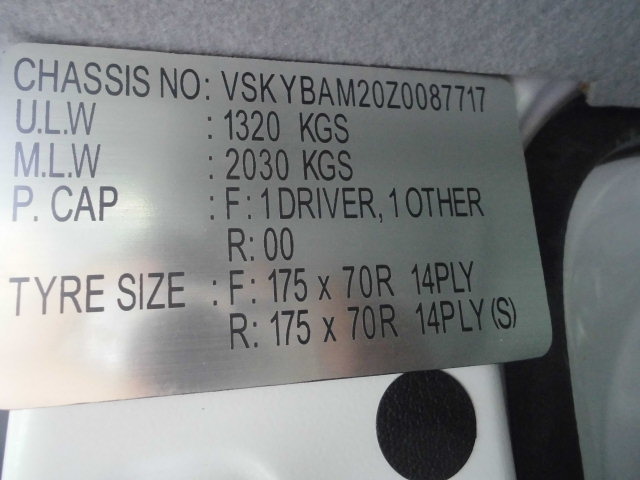 CHASSIS NO: VSKYBAM20Z0087717
U.L.W : 1320 KGS
M.L.W : 2030 KGS
P. CAP : F: 1 DRIVER, 1 OTHER
R: 00
TYRE SIZE : F: 175 x 70R 14PLY
R: 175 x 70R 14PLY (S)